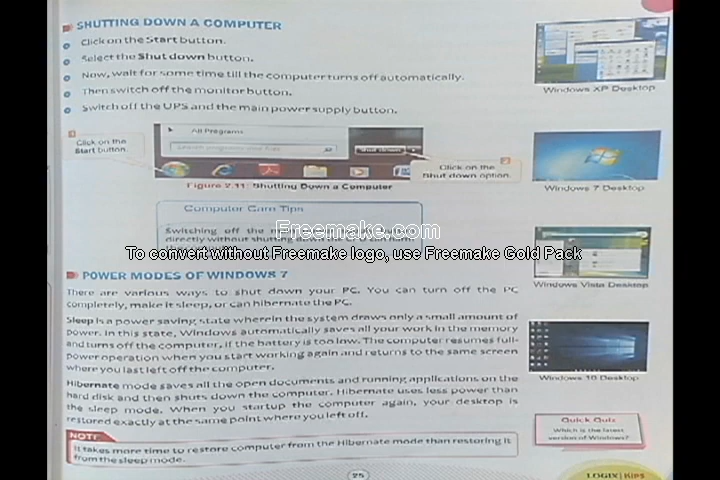 SHUTTING DOWN A COMPUTER
Click on the Start button.
Select the Shut down button.
Now, wait for some time till the computer turns off automatically.
Then switch off the monitor button.
Switch off the UPS and the main power supply button.
Click on the
Start button.
All Programs
Shut down
Click on the
Shut down option.
Figure 2.11: Shutting Down a Computer
Computer Care Tips
Switching off the
directly without shutting down
Freemake.com
To convert without Freemake logo, use Freemake Gold Pack
POWER MODES OF WINDOWS 7
There are various ways to shut down your PC. You can turn off the PC
completely, make it sleep, or can hibernate the PC.
Sleep is a power saving state wherein the system draws only a small amount of
power. In this state, Windows automatically saves all your work in the memory
and turns off the computer, if the battery is too low. The computer resumes full-
power operation when you start working again and returns to the same screen
where you last left off the computer.
Hibernate mode saves all the open documents and running applications on the
hard disk and then shuts down the computer. Hibernate uses less power than
the sleep mode. When you startup the computer again, your desktop is
restored exactly at the same point where you left off.
NOTE
It takes more time to restore computer from the Hibernate mode than restoring it
from the sleep mode.
Windows XP Desktop
Windows 7 Desktop
Windows Vista Desktop
Windows 10 Desktop
Quick Quiz
Which is the latest
version of Windows?
25
LOGIX KIPS